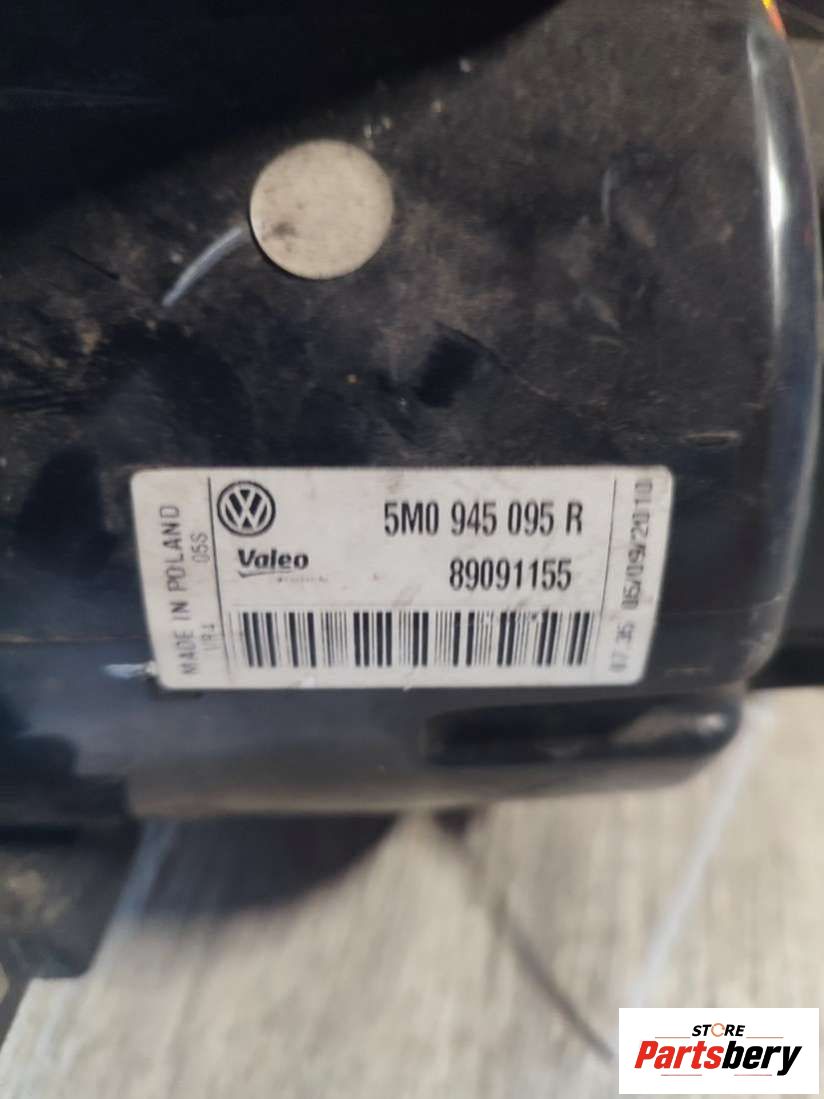 5M0 945 095 R
Valeo
89091155
MADE IN POLAND
05S
07:35 05/09/2010
STORE
Partsbery